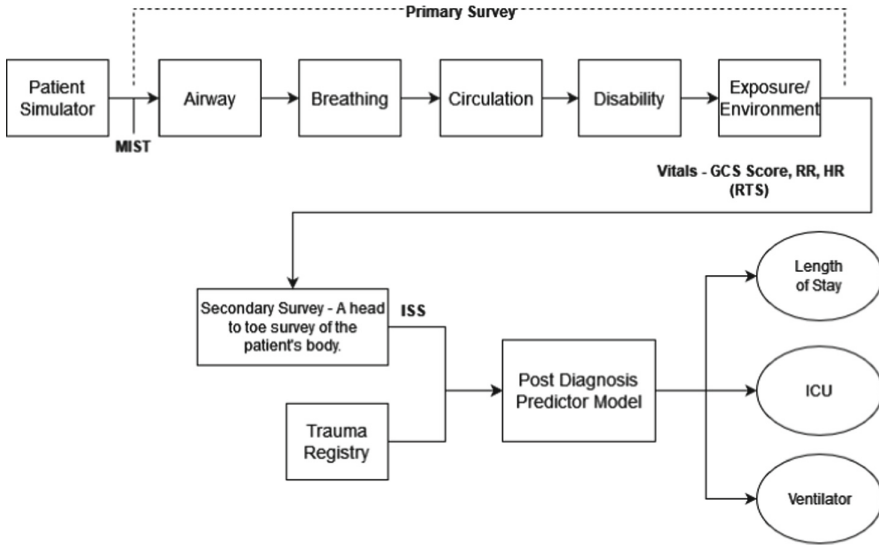 Primary Survey
Patient
Simulator
MIST
Airway
Breathing
Circulation
Disability
Exposure/
Environment
Vitals - GCS Score, RR, HR
(RTS)
Secondary Survey - A head
to toe survey of the
patient's body.
ISS
Trauma
Registry
Post Diagnosis
Predictor Model
Length
of Stay
ICU
Ventilator